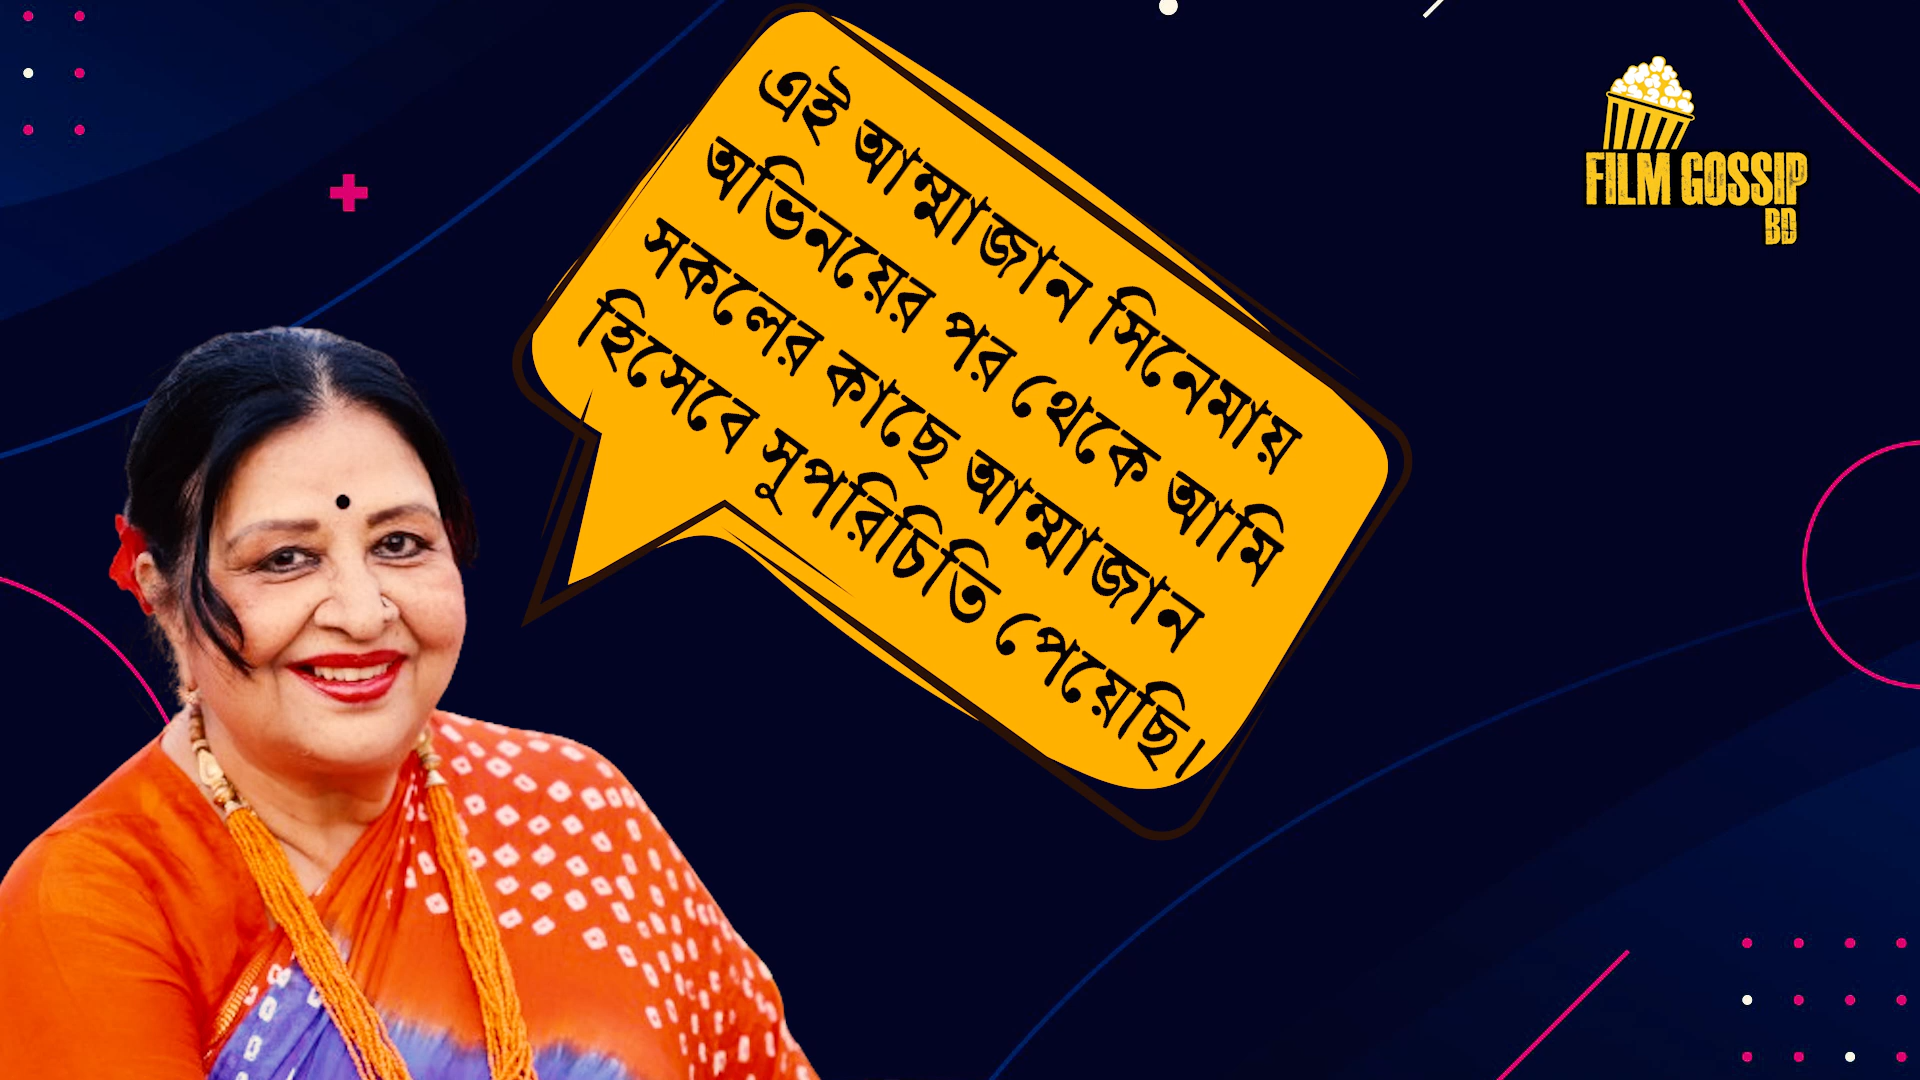 এই আম্মাজান সিনেমায়
অভিনয়ের পর থেকে আমি
সকলের কাছে আম্মাজান
হিসেবে সুপরিচিতি পেয়েছি।
FILM GOSSIP
BD